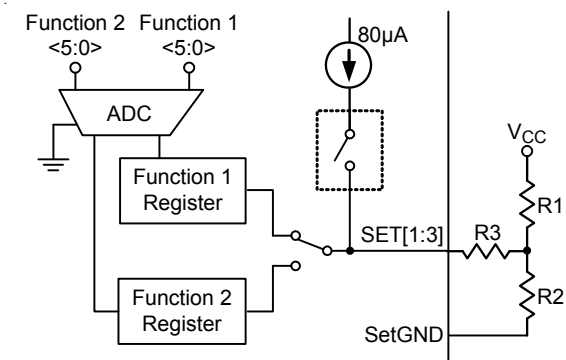 Function 2 Function 1
<5:0> <5:0>
80µA
ADC
VCC
Function 1
Register
R1
SET[1:3] R3
Function 2
Register
R2
SetGND